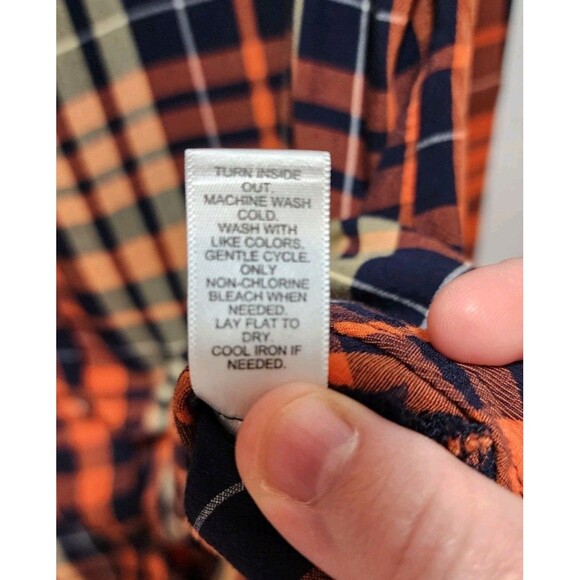 TURN INSIDE
OUT.
MACHINE WASH
COLD.
WASH WITH
LIKE COLORS.
GENTLE CYCLE.
ONLY
NON-CHLORINE
BLEACH WHEN
NEEDED.
LAY FLAT TO
DRY.
COOL IRON IF
NEEDED.